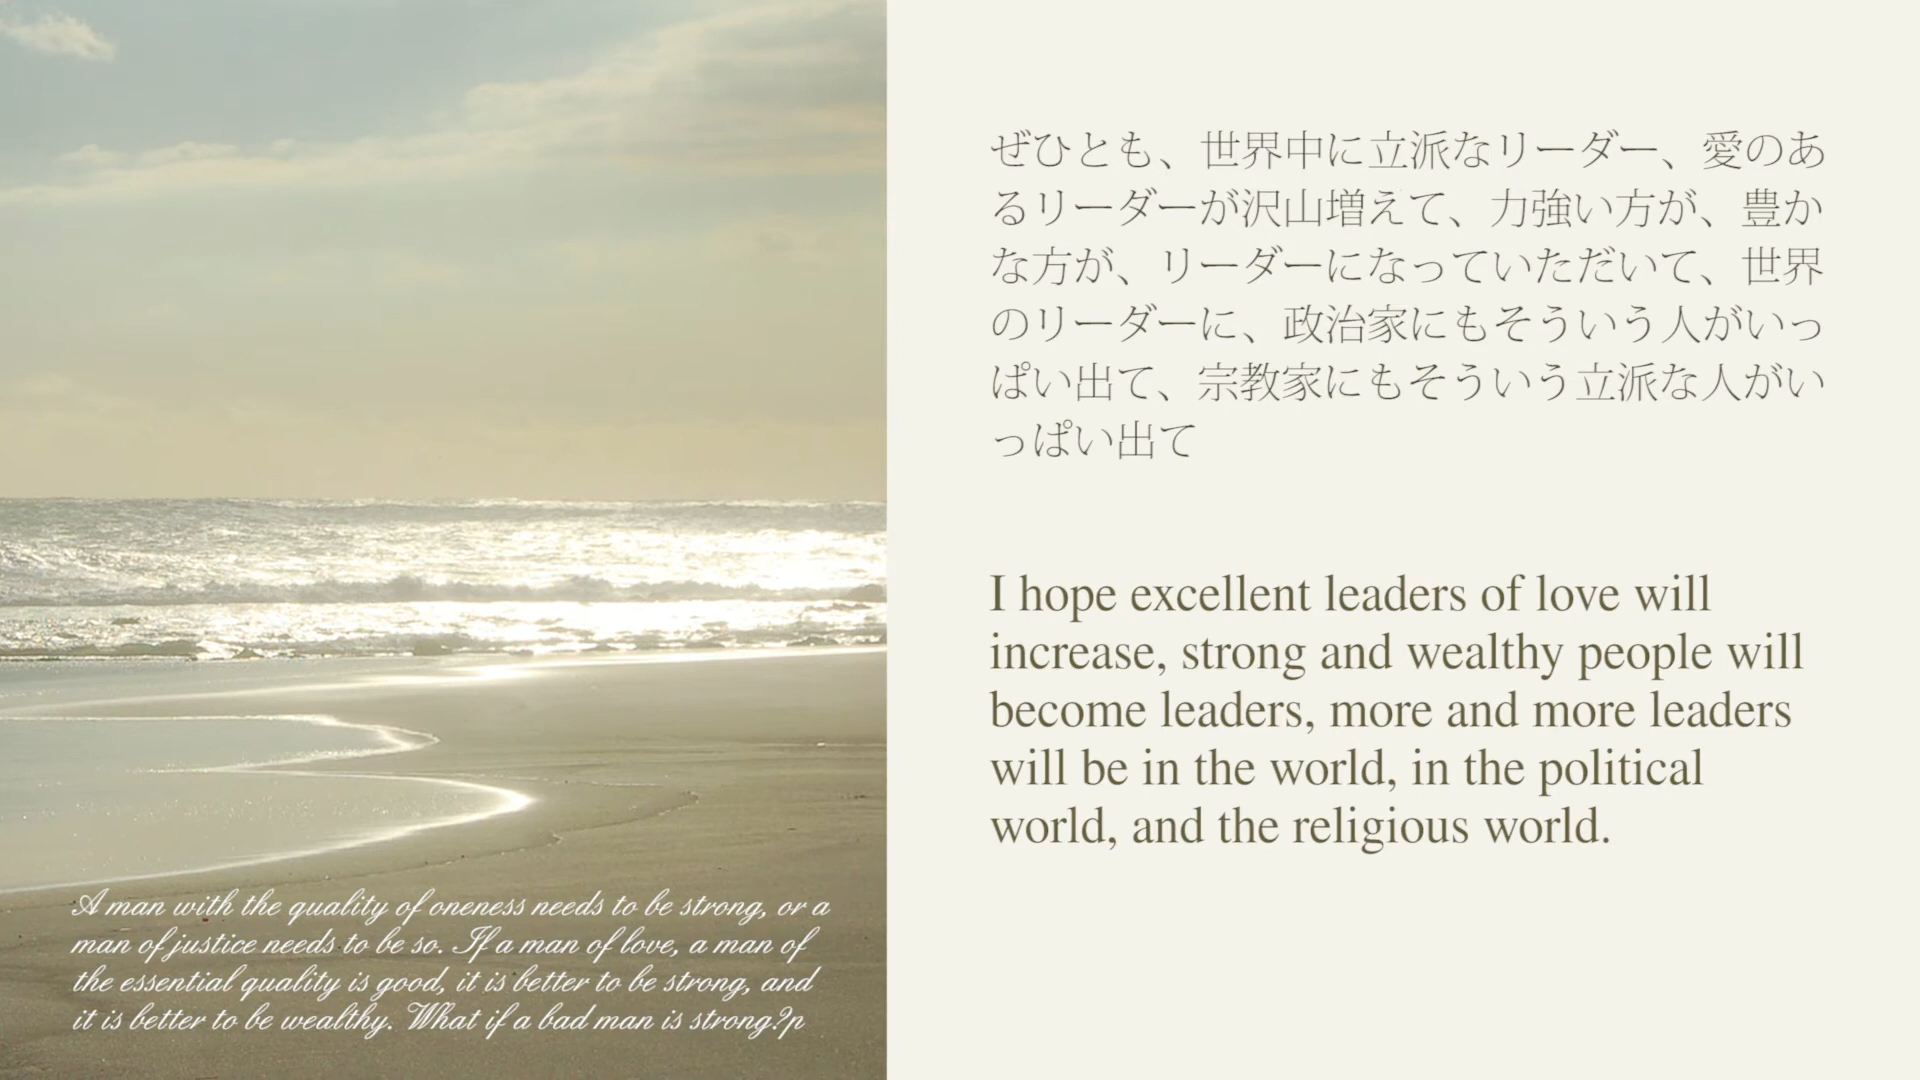 ぜひとも、世界中に立派なリーダー、愛のあ
るリーダーが沢山増えて、力強い方が、豊か
な方が、リーダーになっていただいて、世界
のリーダーに、政治家にもそういう人がいっ
ぱい出て、宗教家にもそういう立派な人がい
っぱい出て
I hope excellent leaders of love will
increase, strong and wealthy people will
become leaders, more and more leaders
will be in the world, in the political
world, and the religious world.
A man with the quality of oneness needs to be strong, or a
man of justice needs to be so. If a man of love, a man of
the essential quality is good, it is better to be strong, and
it is better to be wealthy. What if a bad man is strong?p